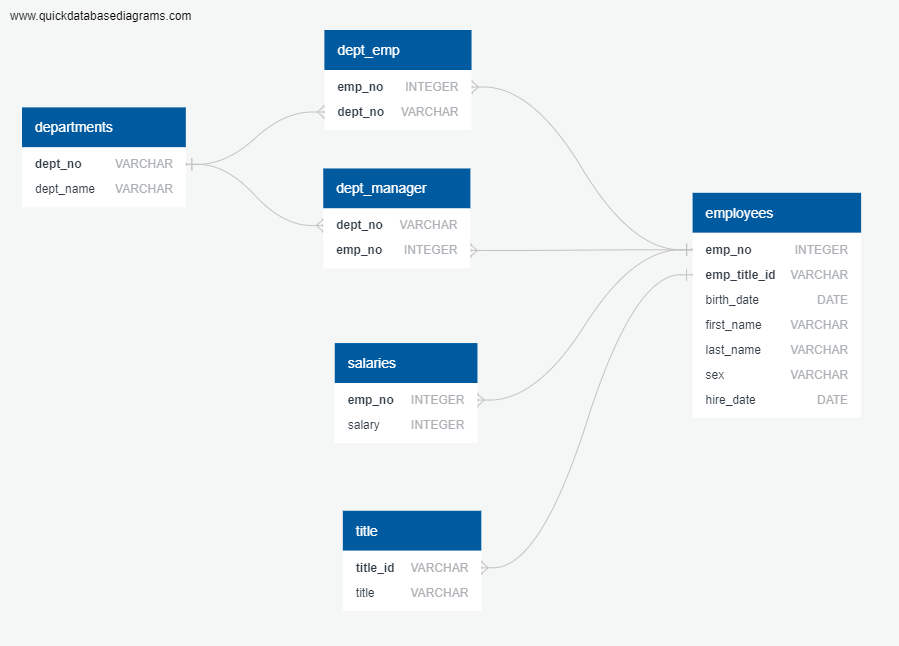 www.quickdatabasediagrams.com
dept_emp
emp_no INTEGER
dept_no VARCHAR
departments
dept_no VARCHAR
dept_name VARCHAR
dept_manager
dept_no VARCHAR
emp_no INTEGER
employees
emp_no INTEGER
emp_title_id VARCHAR
birth_date DATE
first_name VARCHAR
last_name VARCHAR
sex VARCHAR
hire_date DATE
salaries
emp_no INTEGER
salary INTEGER
title
title_id VARCHAR
title VARCHAR